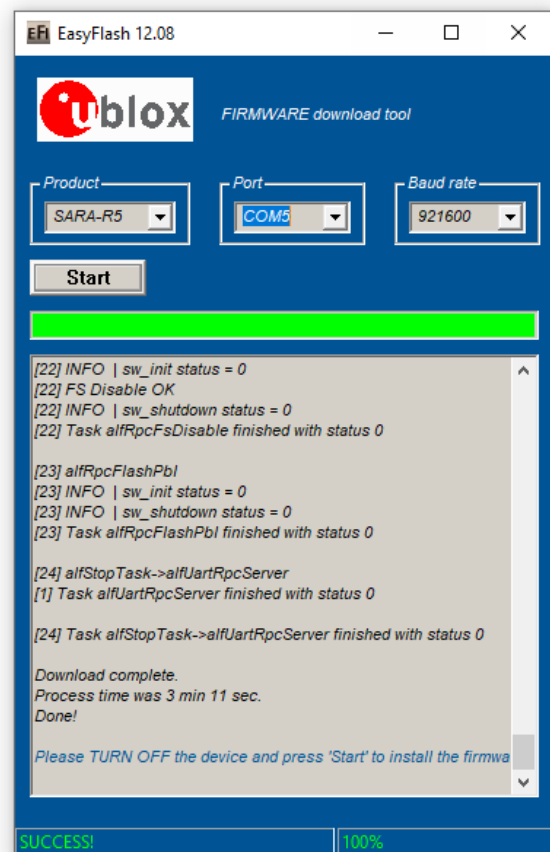 EFI EasyFlash 12.08
ublox
FIRMWARE download tool
Product
Port
Baud rate
SARA-R5
COM5
921600
Start
[22] INFO | sw_init status = 0
[22] FS Disable OK
[22] INFO | sw_shutdown status = 0
[22] Task alfRpcFsDisable finished with status 0
[23] alfRpcFlashPbl
[23] INFO | sw_init status = 0
[23] INFO | sw_shutdown status = 0
[23] Task alfRpcFlashPbl finished with status 0
[24] alfStopTask->alfUartRpcServer
[1] Task alfUartRpcServer finished with status 0
[24] Task alfStopTask->alfUartRpcServer finished with status 0
Download complete.
Process time was 3 min 11 sec.
Done!
Please TURN OFF the device and press 'Start' to install the firmwa
SUCCESS!
100%